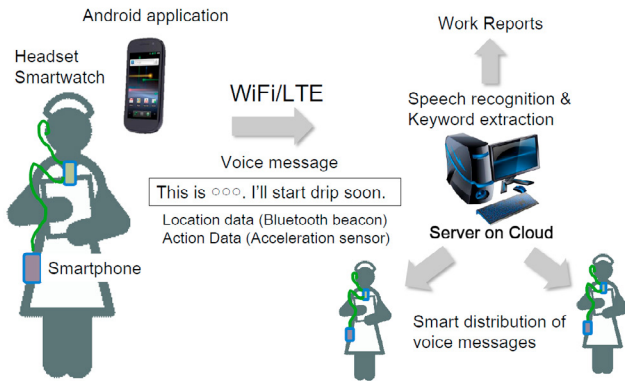 Android application
Headset
Smartwatch
WiFi/LTE
Voice message
This is ○○○. I'll start drip soon.
Location data (Bluetooth beacon)
Action Data (Acceleration sensor)
Smartphone
Work Reports
Speech recognition &
Keyword extraction
Server on Cloud
Smart distribution of
voice messages